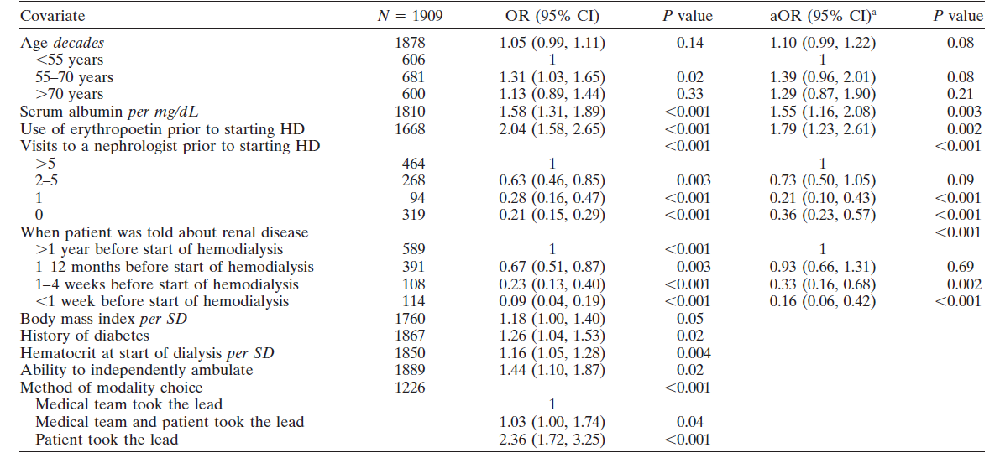 Covariate N = 1909 OR (95% CI) P value aOR (95% CI)ᵃ P value
Age decades 1878 1.05 (0.99, 1.11) 0.14 1.10 (0.99, 1.22) 0.08
<55 years 606 1 1
55–70 years 681 1.31 (1.03, 1.65) 0.02 1.39 (0.96, 2.01) 0.08
>70 years 600 1.13 (0.89, 1.44) 0.33 1.29 (0.87, 1.90) 0.21
Serum albumin per mg/dL 1810 1.58 (1.31, 1.89) <0.001 1.55 (1.16, 2.08) 0.003
Use of erythropoetin prior to starting HD 1668 2.04 (1.58, 2.65) <0.001 1.79 (1.23, 2.61) 0.002
Visits to a nephrologist prior to starting HD <0.001 <0.001
>5 464 1 1
2–5 268 0.63 (0.46, 0.85) 0.003 0.73 (0.50, 1.05) 0.09
1 94 0.28 (0.16, 0.47) <0.001 0.21 (0.10, 0.43) <0.001
0 319 0.21 (0.15, 0.29) <0.001 0.36 (0.23, 0.57) <0.001
When patient was told about renal disease <0.001
>1 year before start of hemodialysis 589 1 <0.001 1
1–12 months before start of hemodialysis 391 0.67 (0.51, 0.87) 0.003 0.93 (0.66, 1.31) 0.69
1–4 weeks before start of hemodialysis 108 0.23 (0.13, 0.40) <0.001 0.33 (0.16, 0.68) 0.002
<1 week before start of hemodialysis 114 0.09 (0.04, 0.19) <0.001 0.16 (0.06, 0.42) <0.001
Body mass index per SD 1760 1.18 (1.00, 1.40) 0.05
History of diabetes 1867 1.26 (1.04, 1.53) 0.02
Hematocrit at start of dialysis per SD 1850 1.16 (1.05, 1.28) 0.004
Ability to independently ambulate 1889 1.44 (1.10, 1.87) 0.02
Method of modality choice 1226 <0.001
Medical team took the lead 1
Medical team and patient took the lead 1.03 (1.00, 1.74) 0.04
Patient took the lead 2.36 (1.72, 3.25) <0.001